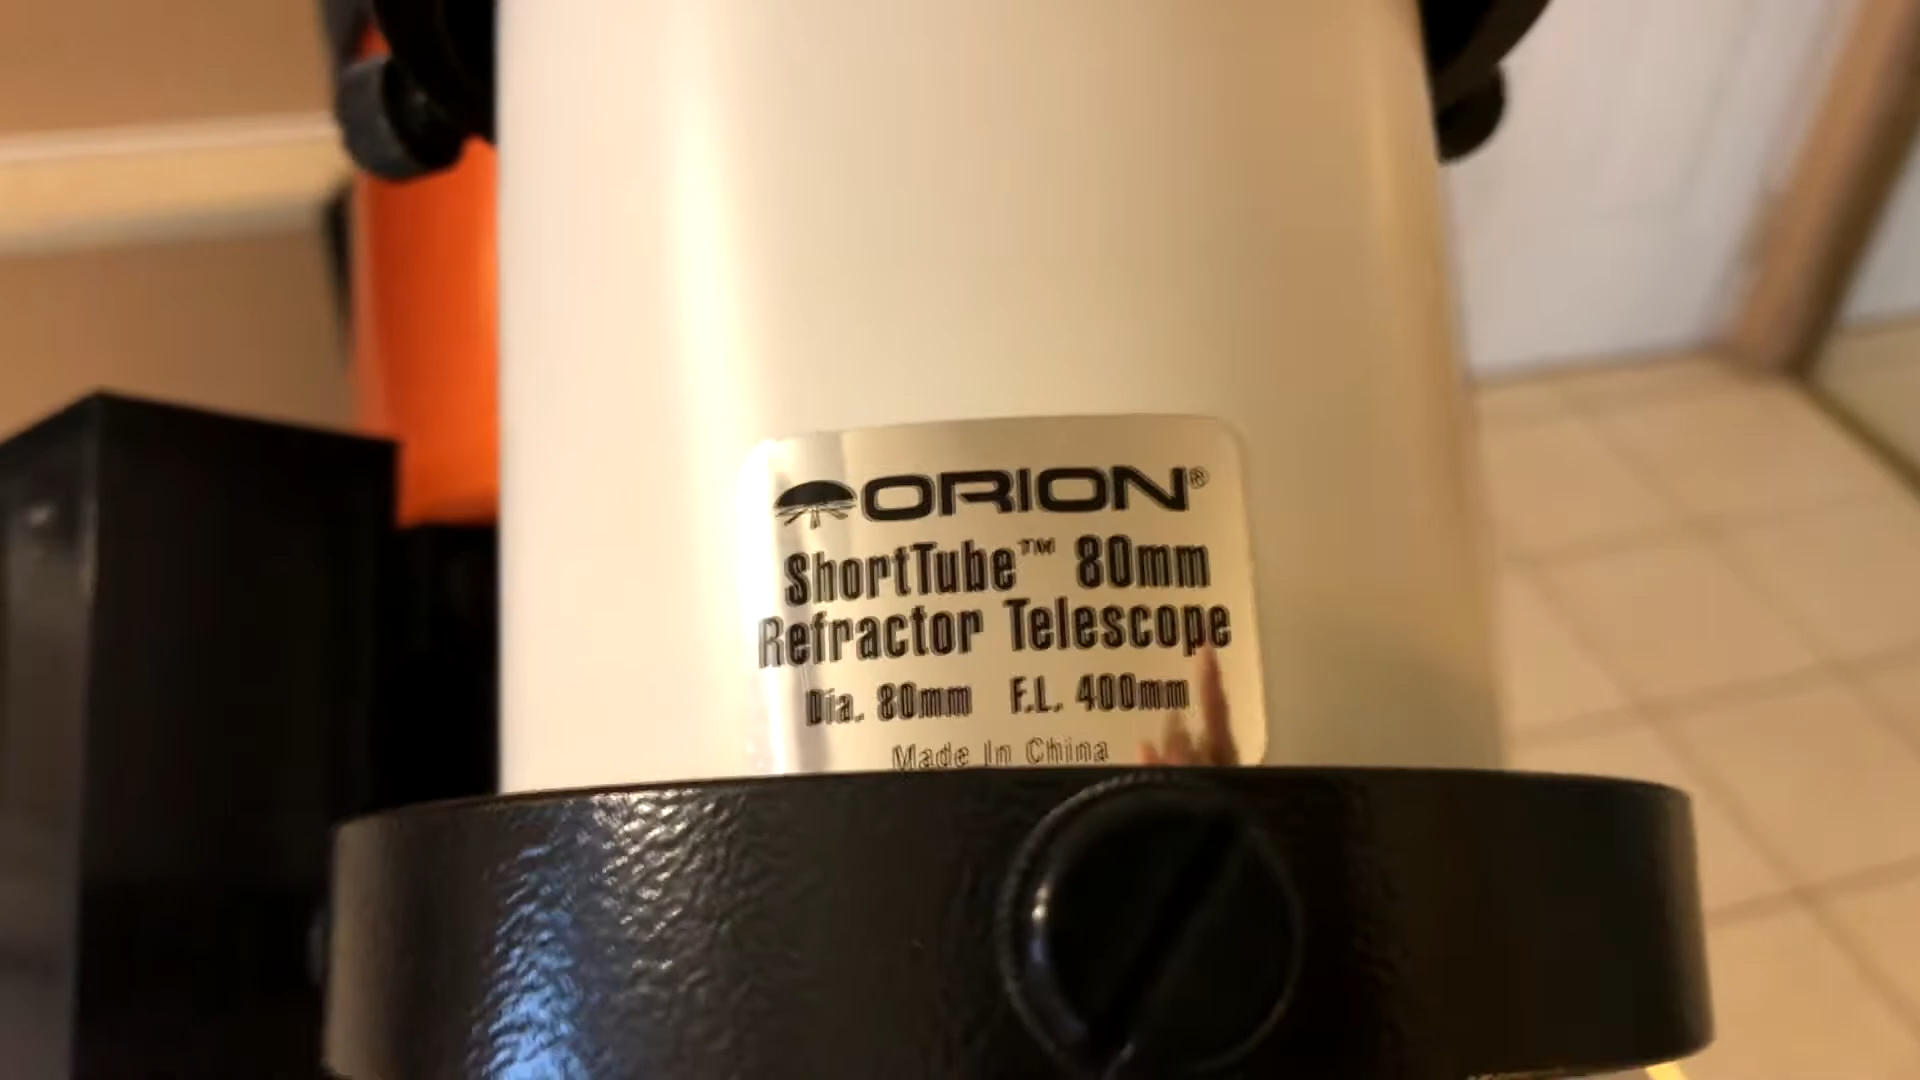 ORION®
ShortTube™ 80mm
Refractor Telescope
Dia. 80mm F.L. 400mm
Made In China